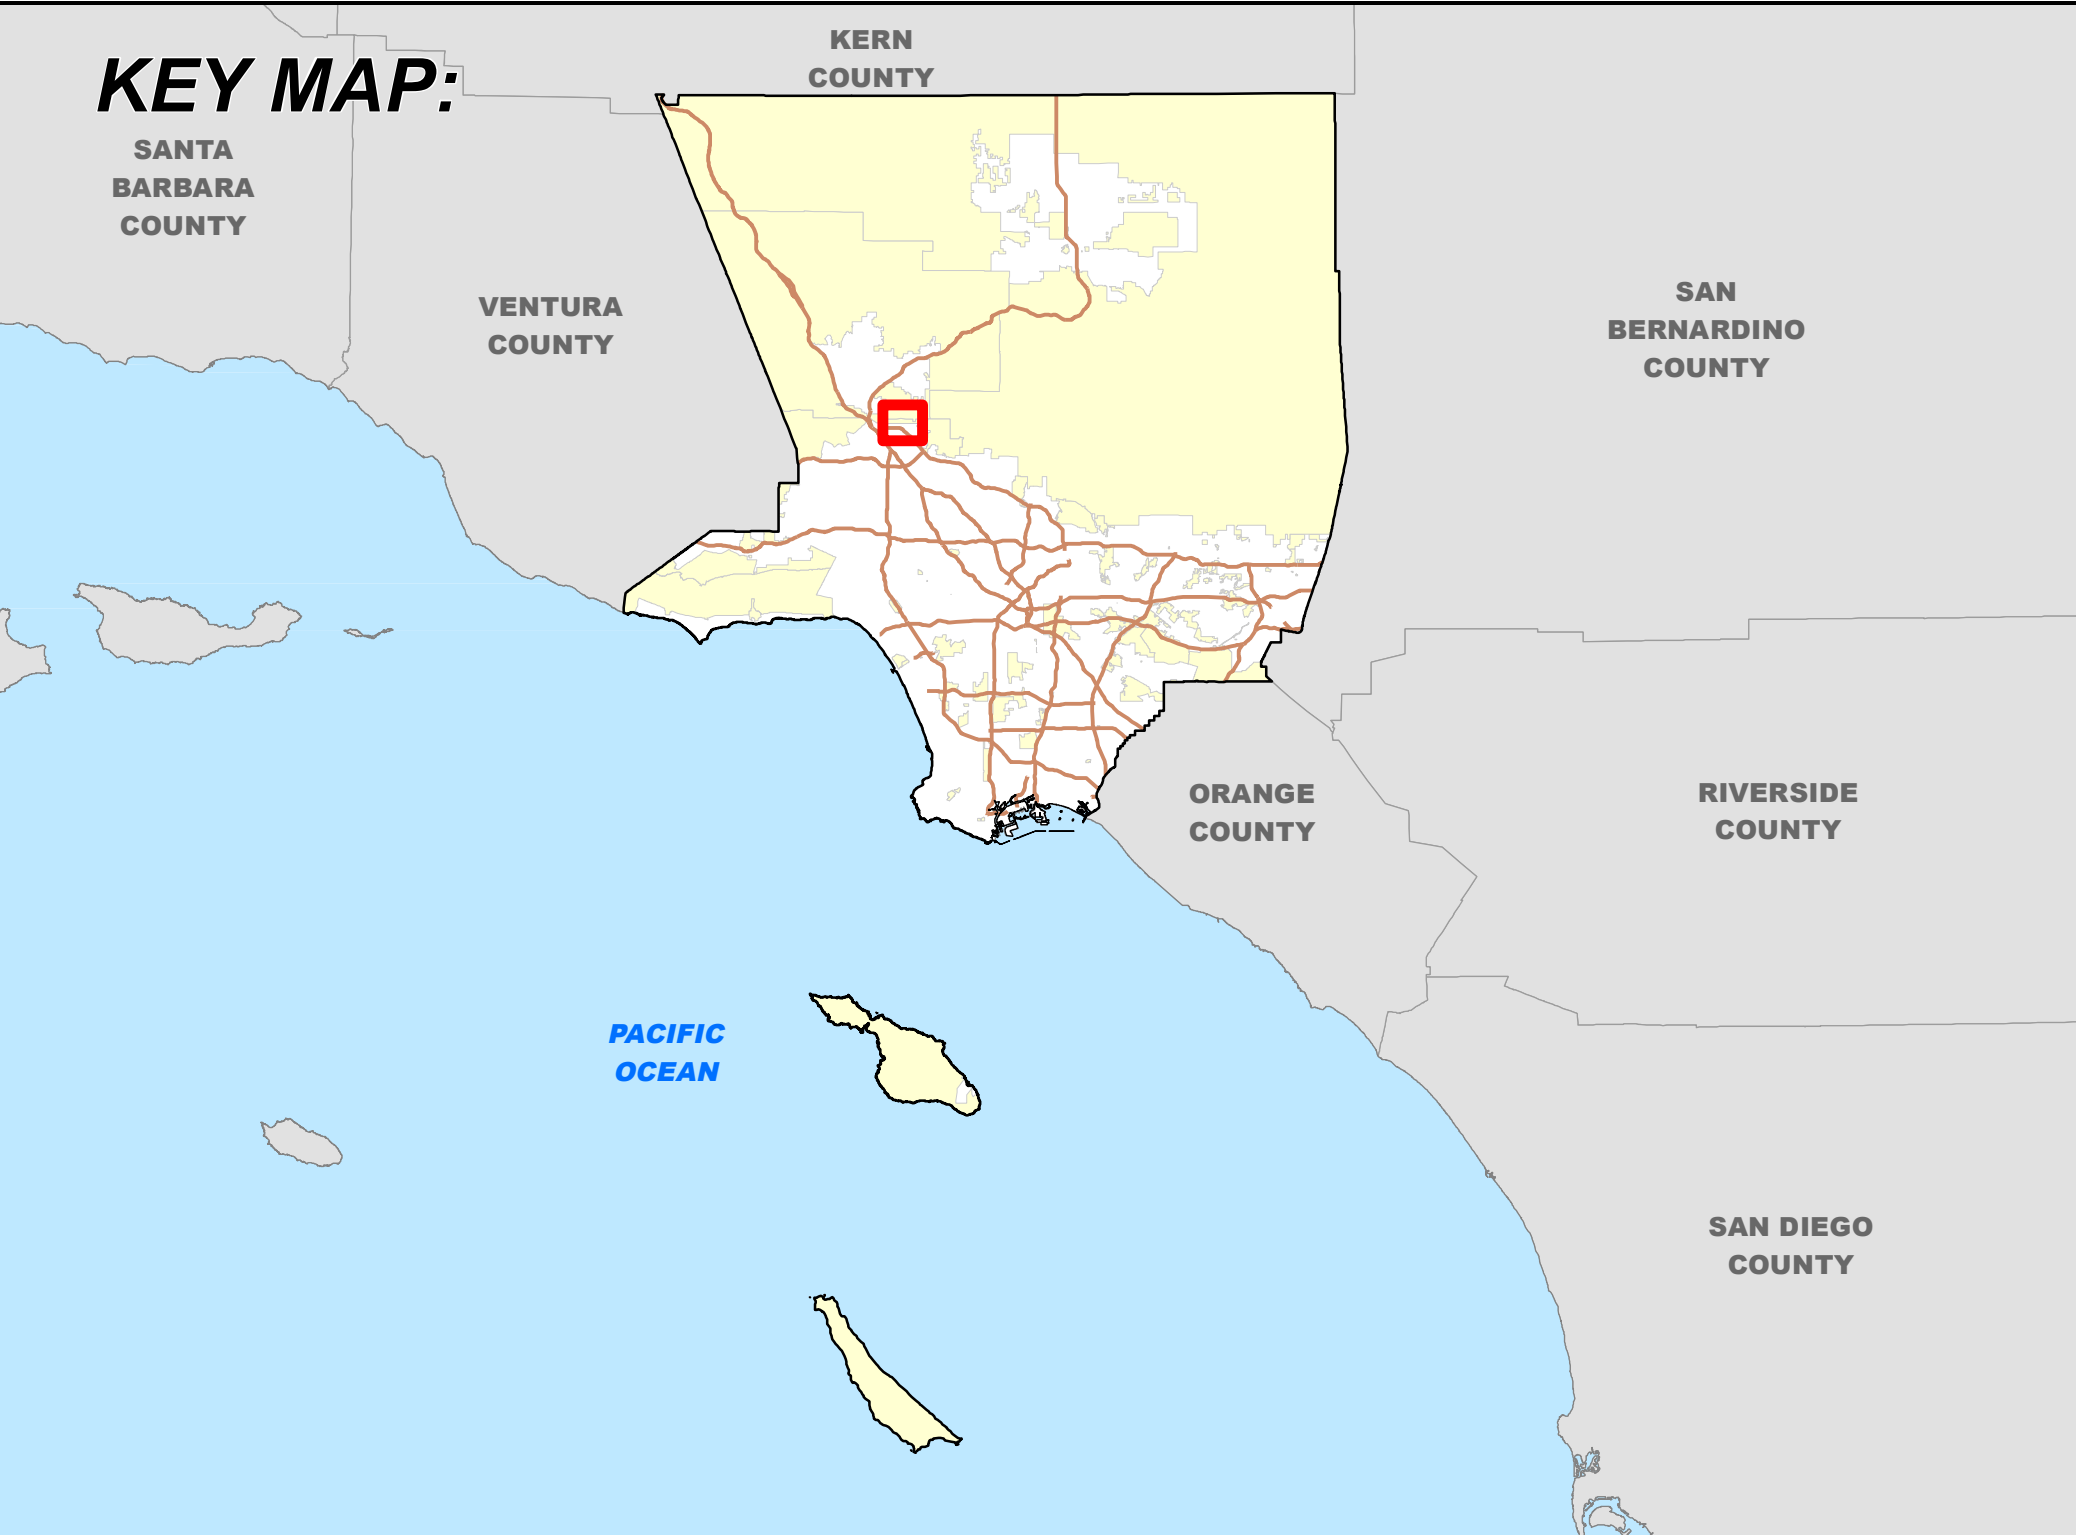 KEY MAP:
KERN
COUNTY
SANTA
BARBARA
COUNTY
VENTURA
COUNTY
SAN
BERNARDINO
COUNTY
ORANGE
COUNTY
RIVERSIDE
COUNTY
PACIFIC
OCEAN
SAN DIEGO
COUNTY